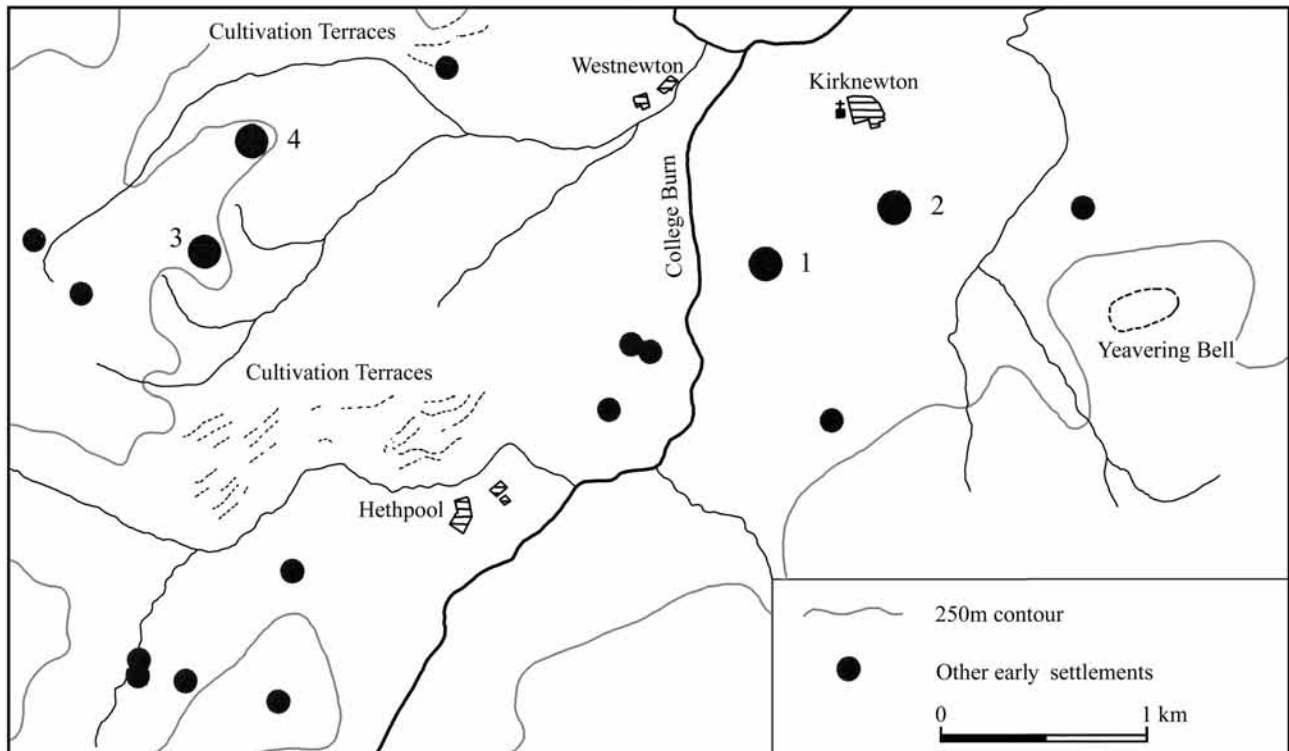 Cultivation Terraces
Westnewton
Kirknewton
4
2
3
College Burn
1
Yeavering Bell
Cultivation Terraces
Hethpool
250m contour
Other early settlements
0
1 km